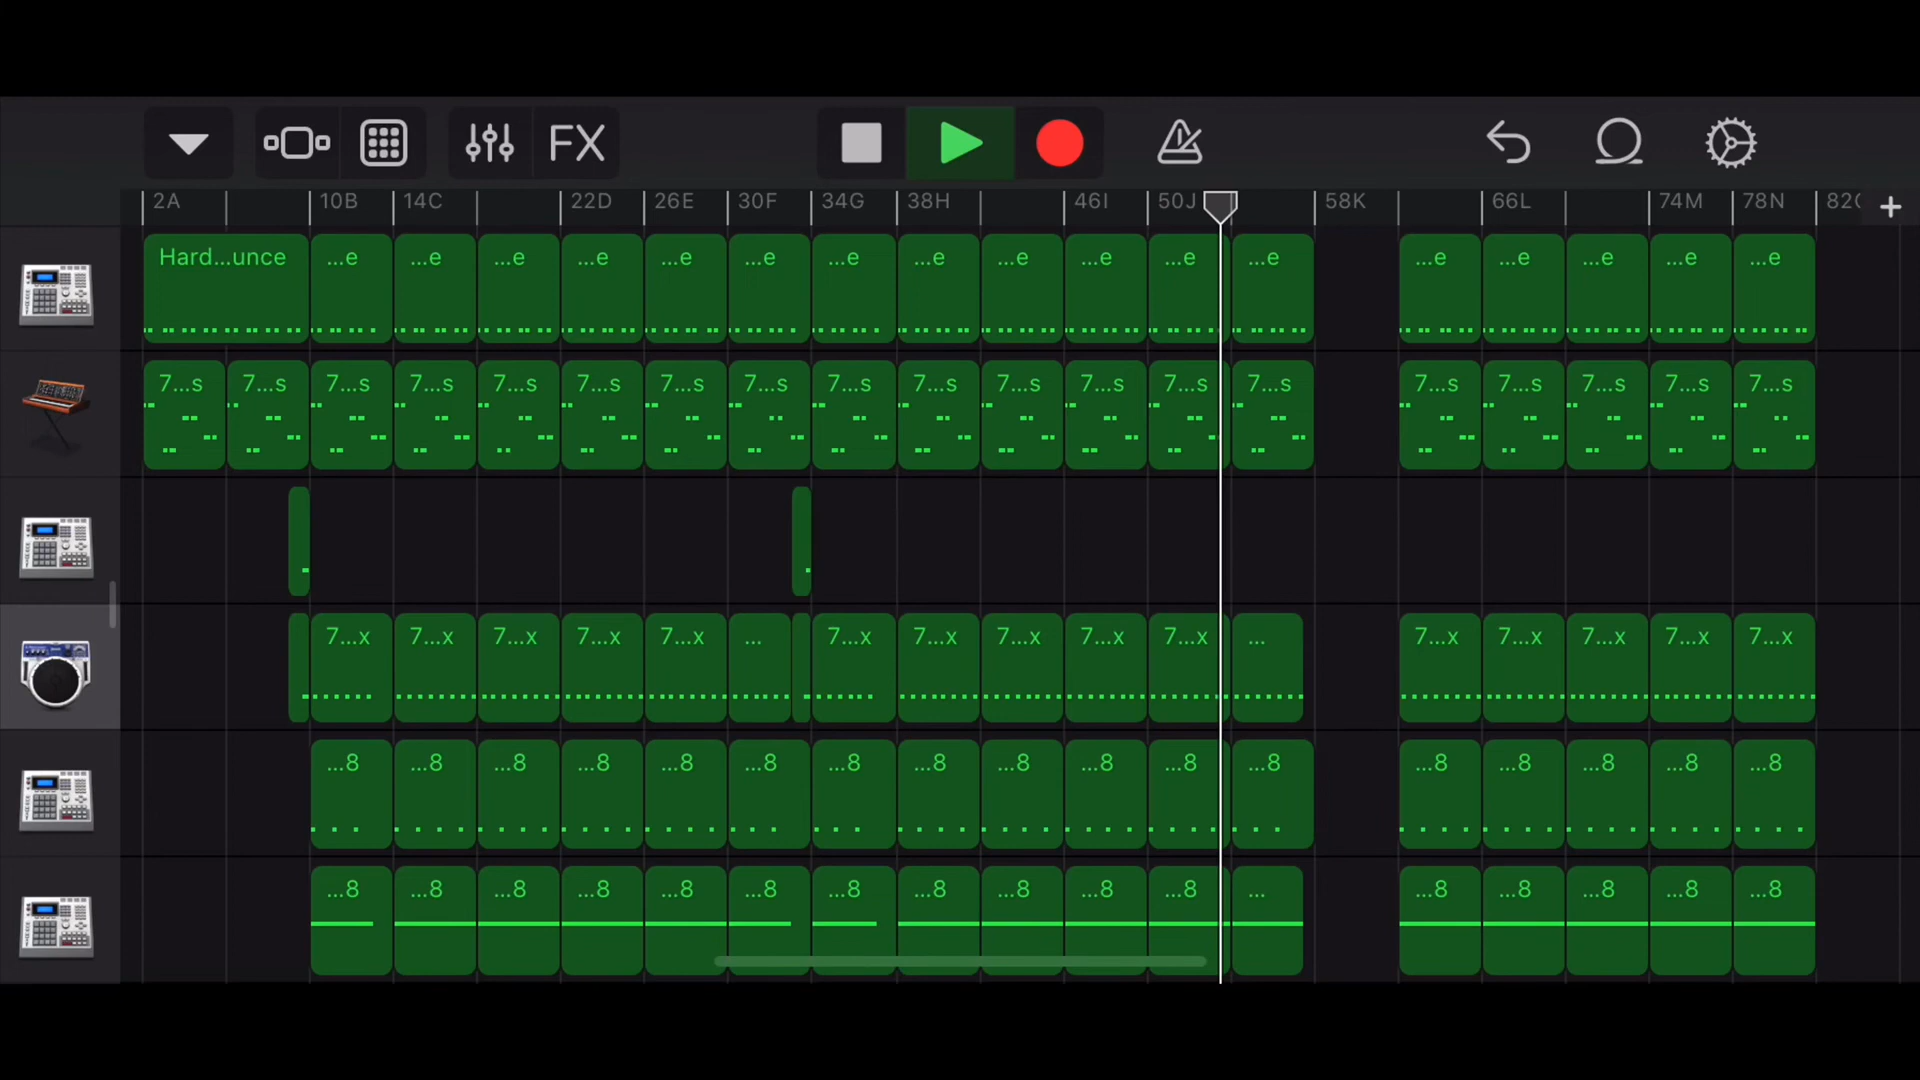 FX
2A 10B 14C 22D 26E 30F 34G 38H 46I 50J 58K 66L 74M 78N
Hard...unce ...e ...e ...e ...e ...e ...e ...e ...e ...e ...e ...e ...e ...e ...e ...e ...e ...e
7...s 7...s 7...s 7...s 7...s 7...s 7...s 7...s 7...s 7...s 7...s 7...s 7...s 7...s 7...s 7...s 7...s 7...s 7...s
7...x 7...x 7...x 7...x 7...x ... 7...x 7...x 7...x 7...x 7...x ... 7...x 7...x 7...x 7...x 7...x
...8 ...8 ...8 ...8 ...8 ...8 ...8 ...8 ...8 ...8 ...8 ...8 ...8 ...8 ...8 ...8 ...8
...8 ...8 ...8 ...8 ...8 ...8 ...8 ...8 ...8 ...8 ...8 ... ...8 ...8 ...8 ...8 ...8